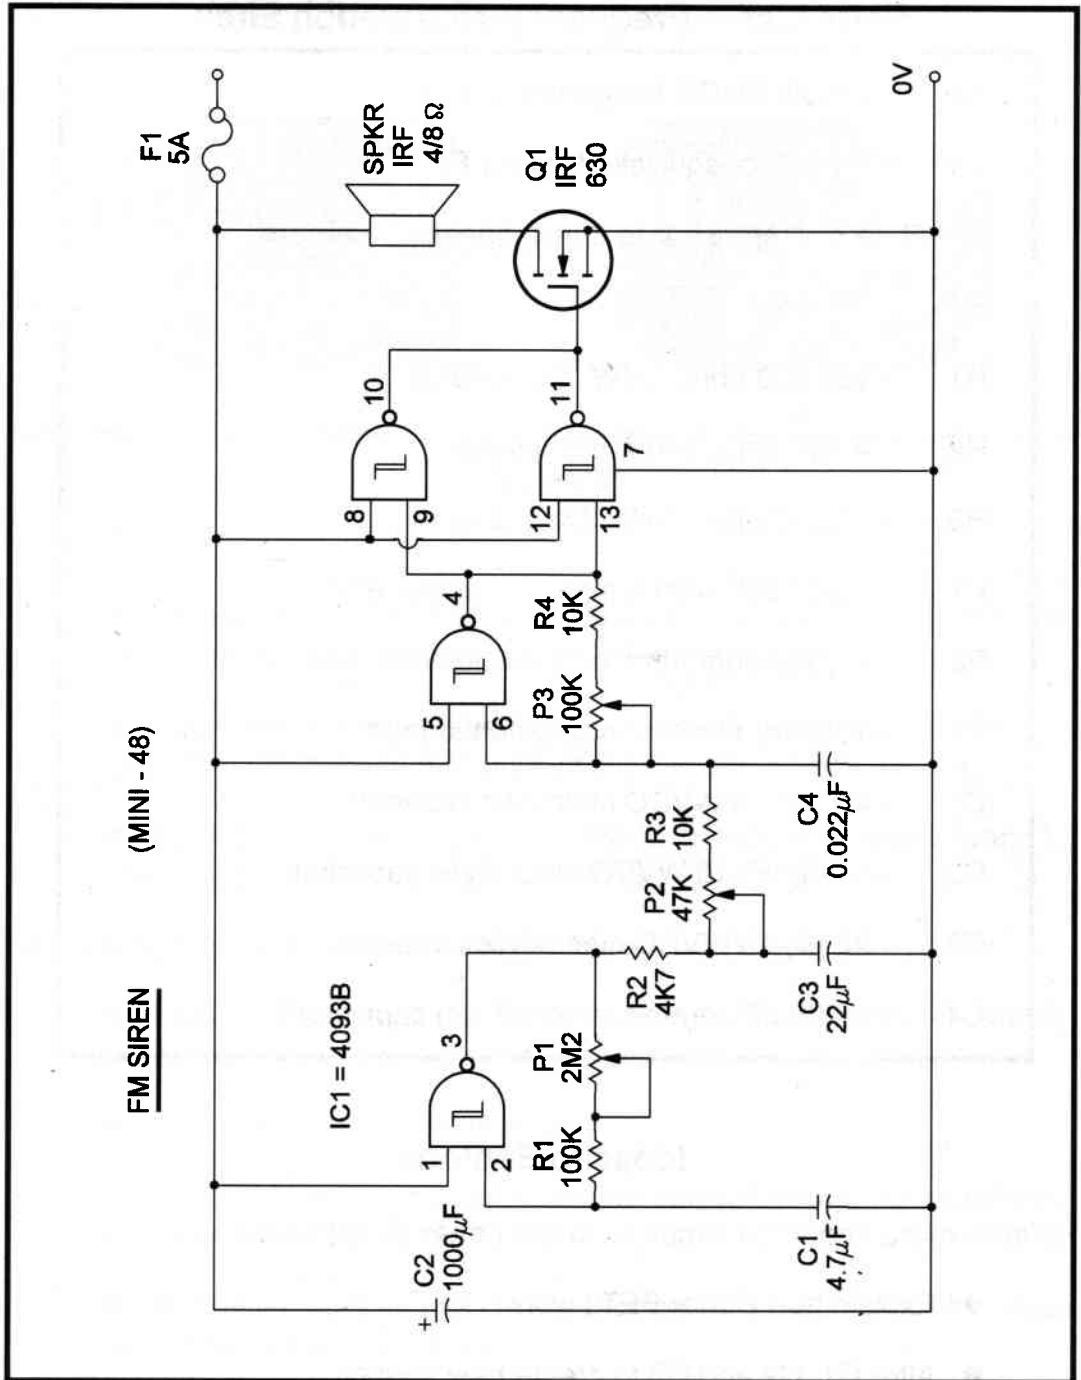 FM SIREN
(MINI - 48)
IC1 = 4093B
F1
5A
0V
SPKR
IRF
4/8 Ω
Q1
IRF
630
10
11
8
9
12
13
7
4
5
6
R4
10K
P3
100K
R3
10K
P2
47K
C4
0.022µF
3
1
2
P1
2M2
R1
100K
R2
4K7
C3
22µF
C2
1000µF
+
C1
4.7µF